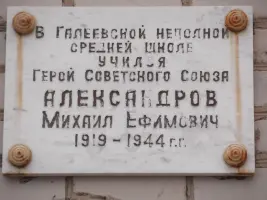 В ГАЛЕЕВСКОЙ НЕПОЛНОЙ
СРЕДНЕЙ ШКОЛЕ
УЧИЛСЯ
ГЕРОЙ СОВЕТСКОГО СОЮЗА
АЛЕКСАНДРОВ
МИХАИЛ ЕФИМОВИЧ
1919 - 1944 г.г.